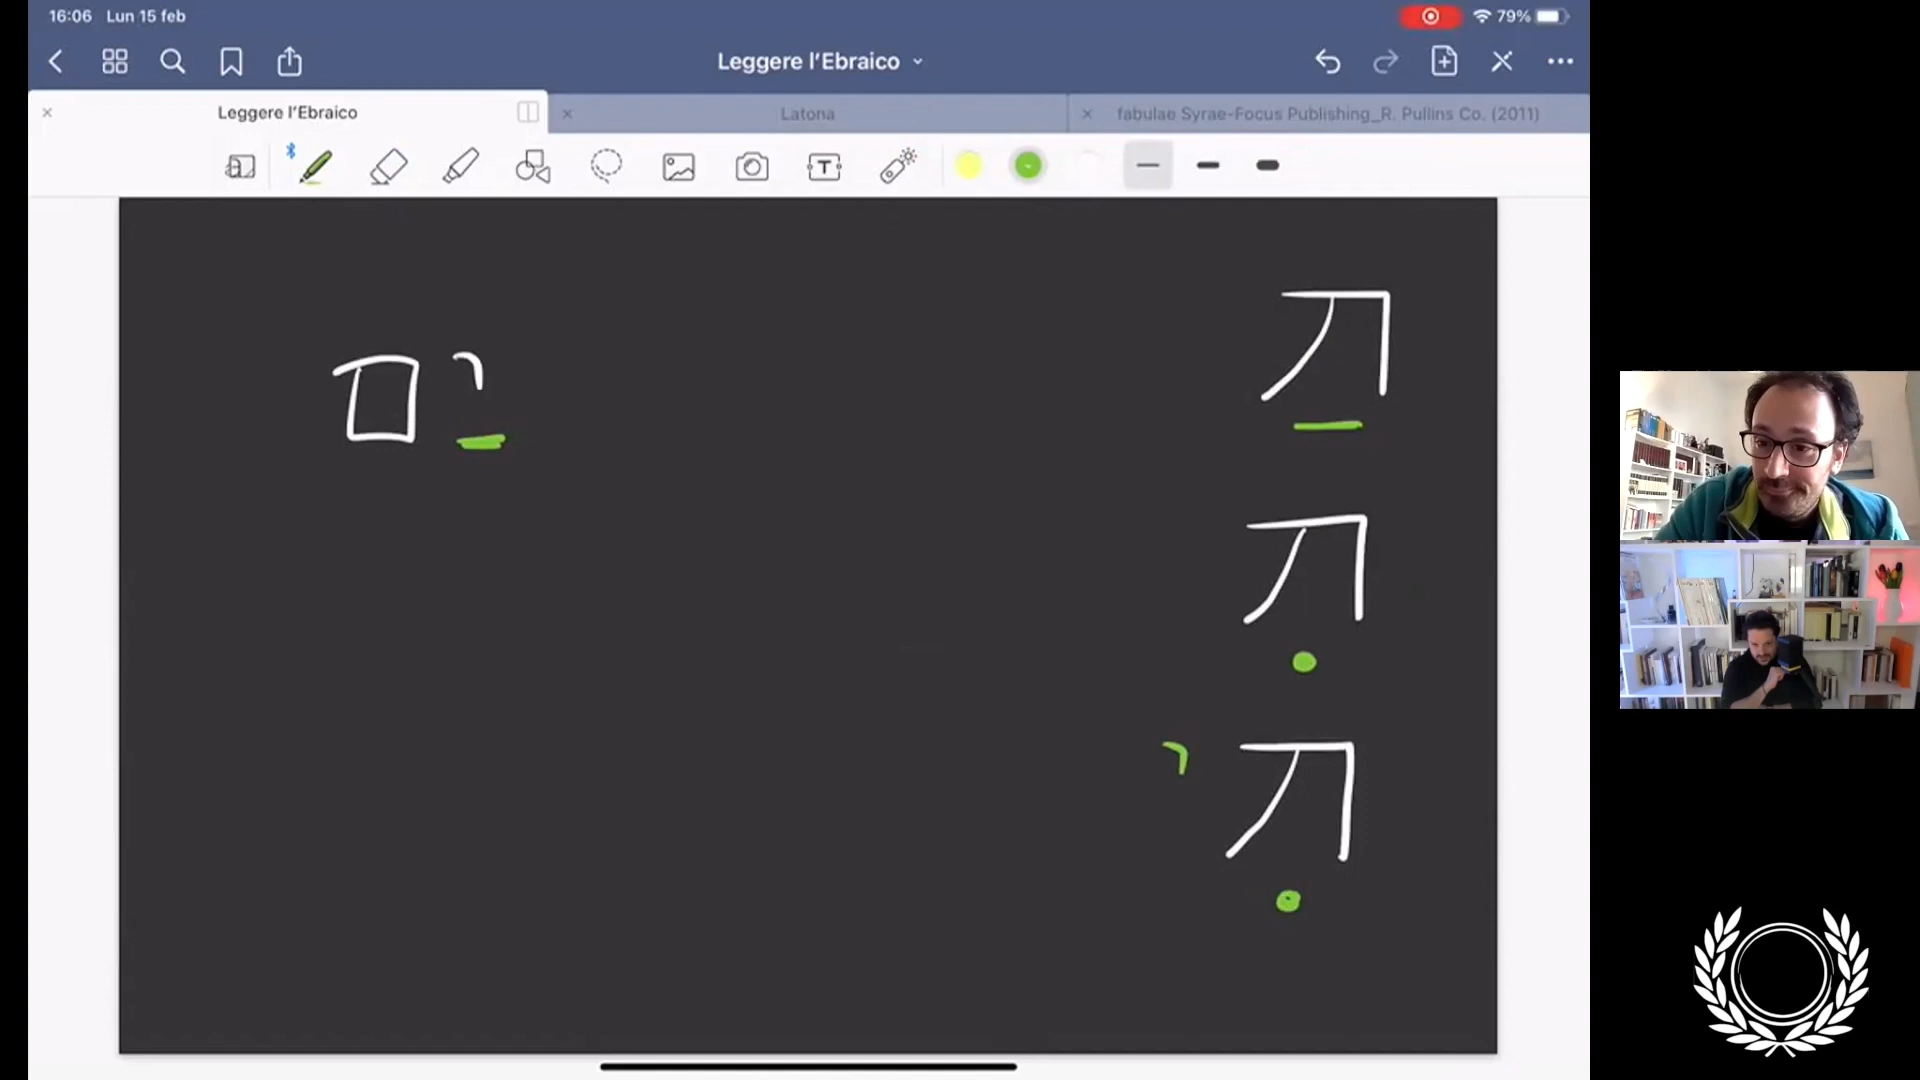 16:06 Lun 15 feb 79%
Leggere l'Ebraico
Leggere l'Ebraico
Latona
fabulae Syrae-Focus Publishing_R. Pullins Co. (2011)
תַ
יַם
תִ
תִי